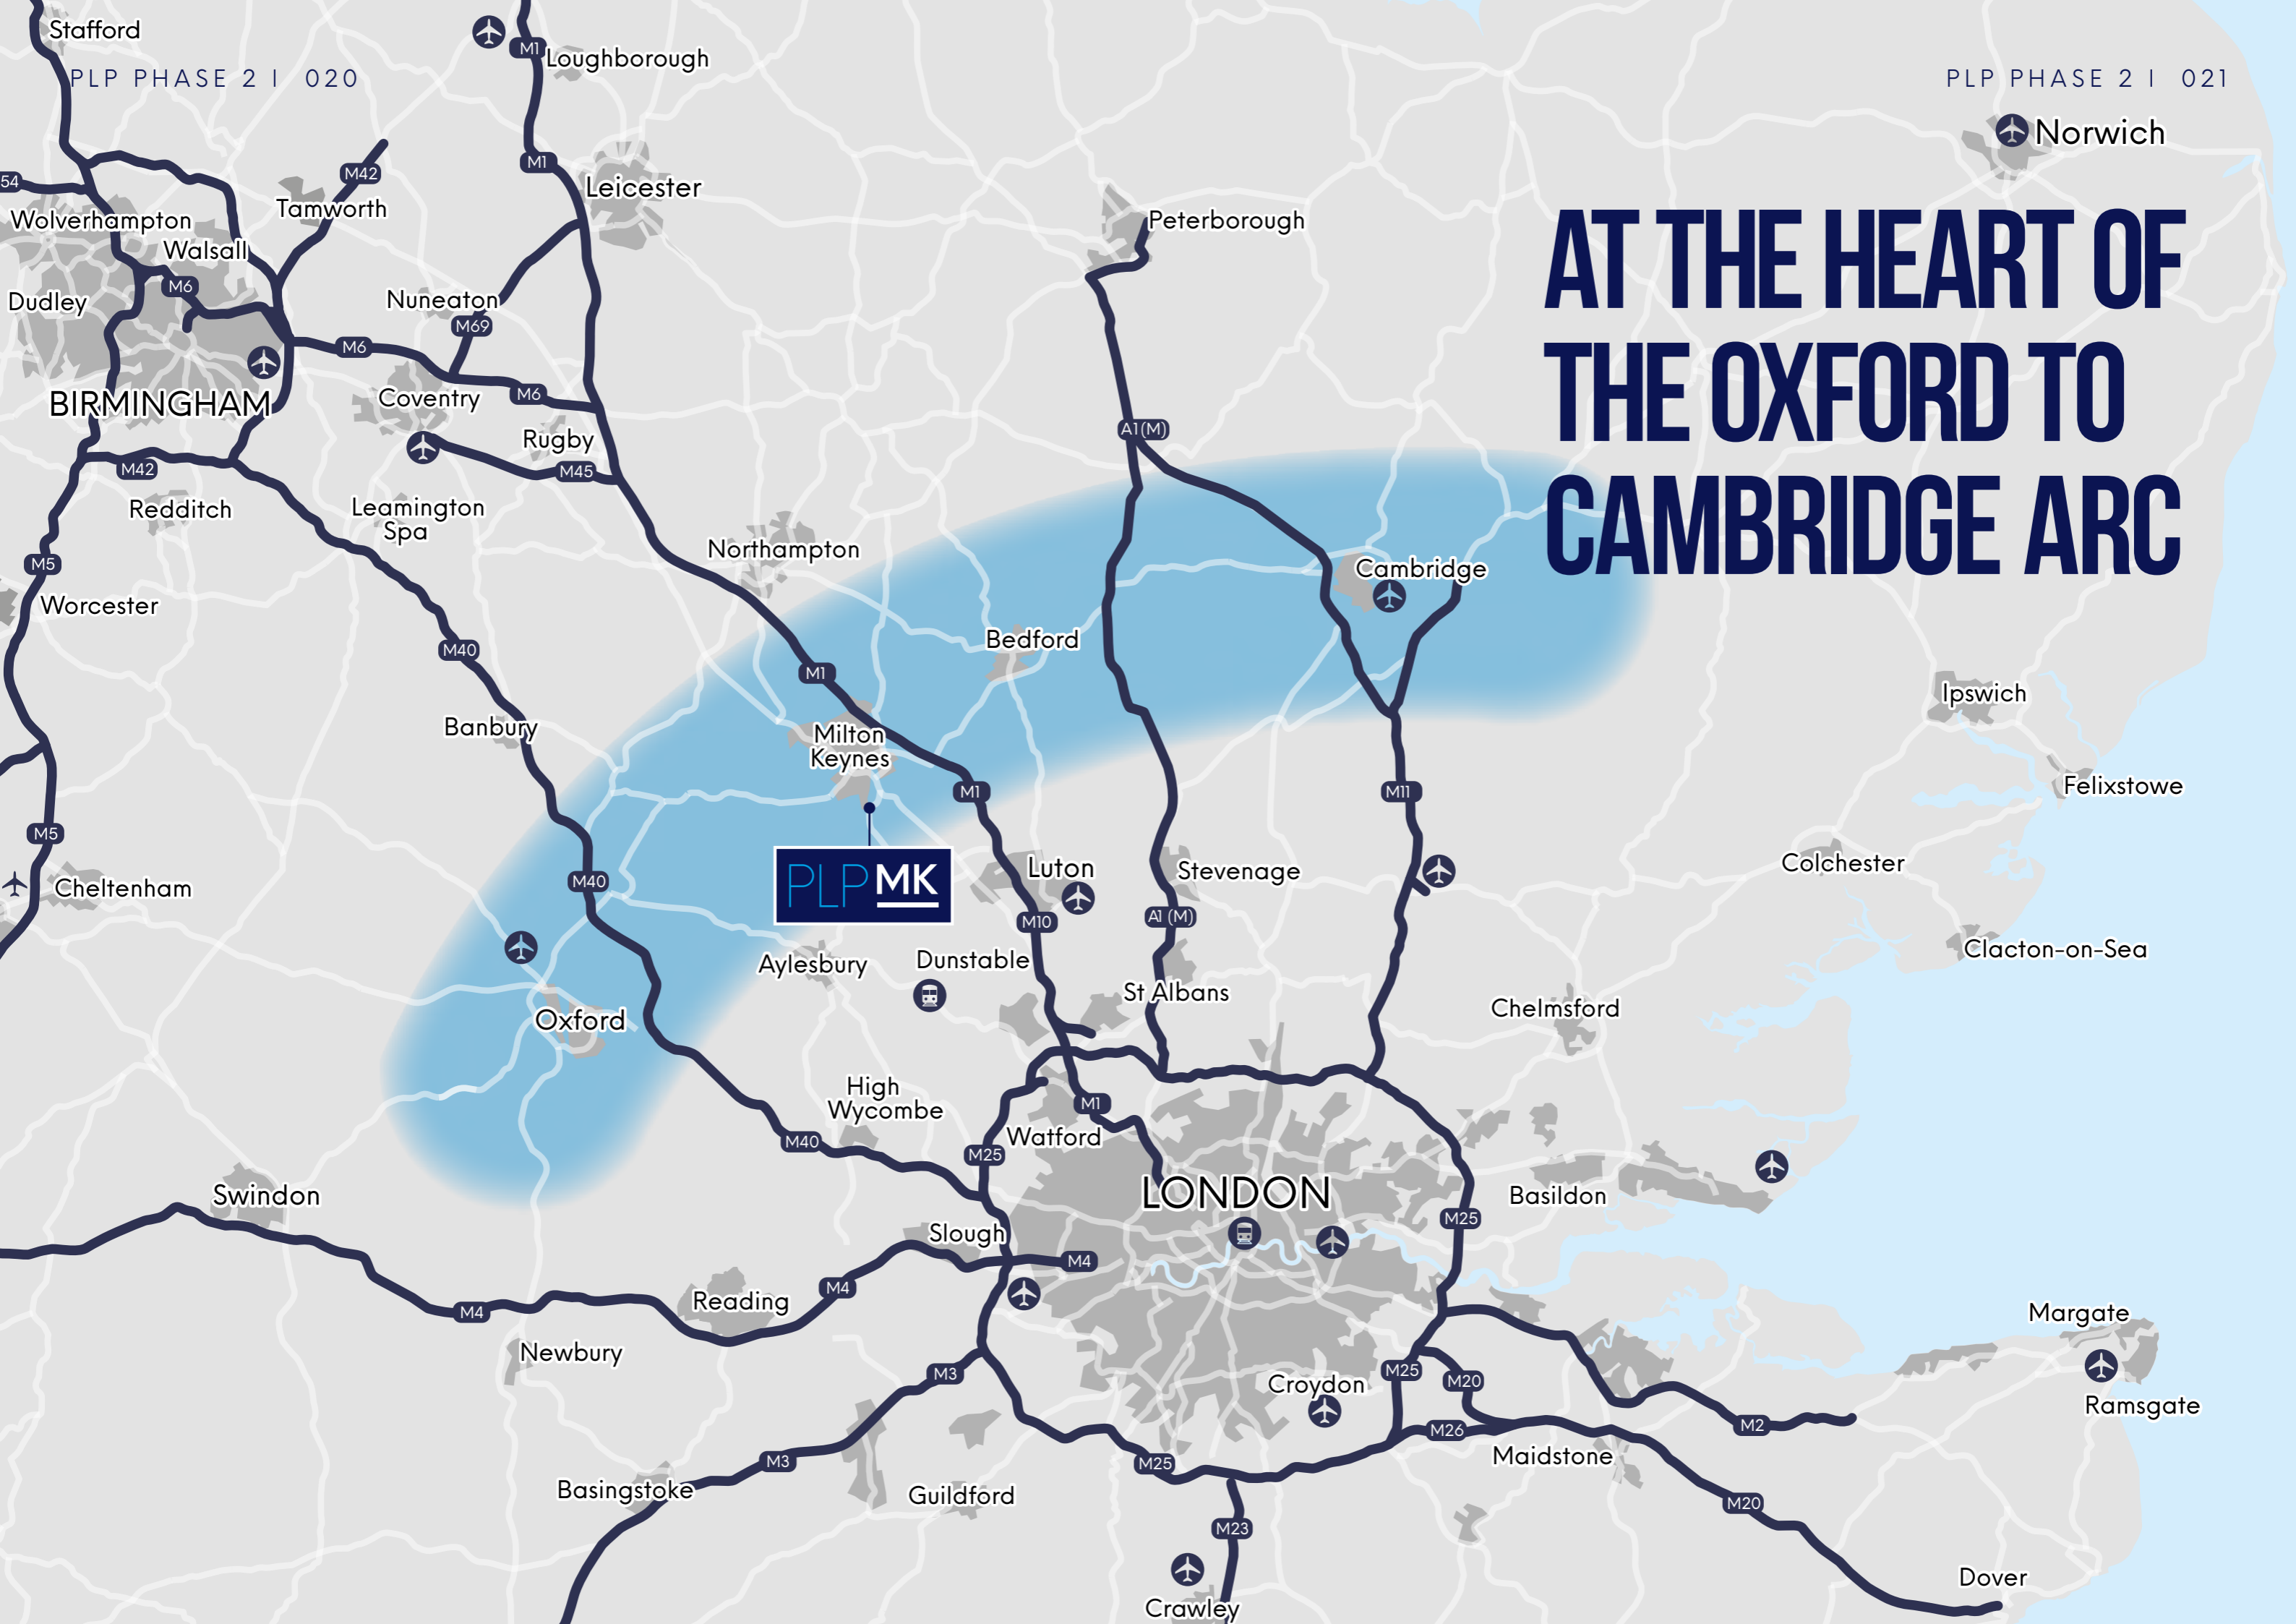 Stafford
M1
Loughborough
PLP PHASE 2 I 020
PLP PHASE 2 I 021
Norwich
M1
M42
54
Leicester
Tamworth
Wolverhampton
Walsall
Peterborough
AT THE HEART OF
THE OXFORD TO
CAMBRIDGE ARC
M6
Dudley
Nuneaton
M69
M6
M6
BIRMINGHAM
Coventry
A1(M)
Rugby
M42
M45
Redditch
Leamington
Spa
Northampton
M5
Cambridge
Worcester
Bedford
M40
M1
Ipswich
Banbury
Milton
Keynes
Felixstowe
M1
M11
M5
PLP MK
Luton
Stevenage
Colchester
Cheltenham
M40
M10
A1 (M)
Clacton-on-Sea
Aylesbury
Dunstable
St Albans
Chelmsford
Oxford
High
Wycombe
M1
Watford
M40
M25
LONDON
Swindon
Basildon
M25
Slough
M4
M4
Reading
M4
Margate
Newbury
M3
M25
M20
Croydon
Ramsgate
M2
M26
Maidstone
M3
M25
Basingstoke
Guildford
M20
M23
Dover
Crawley